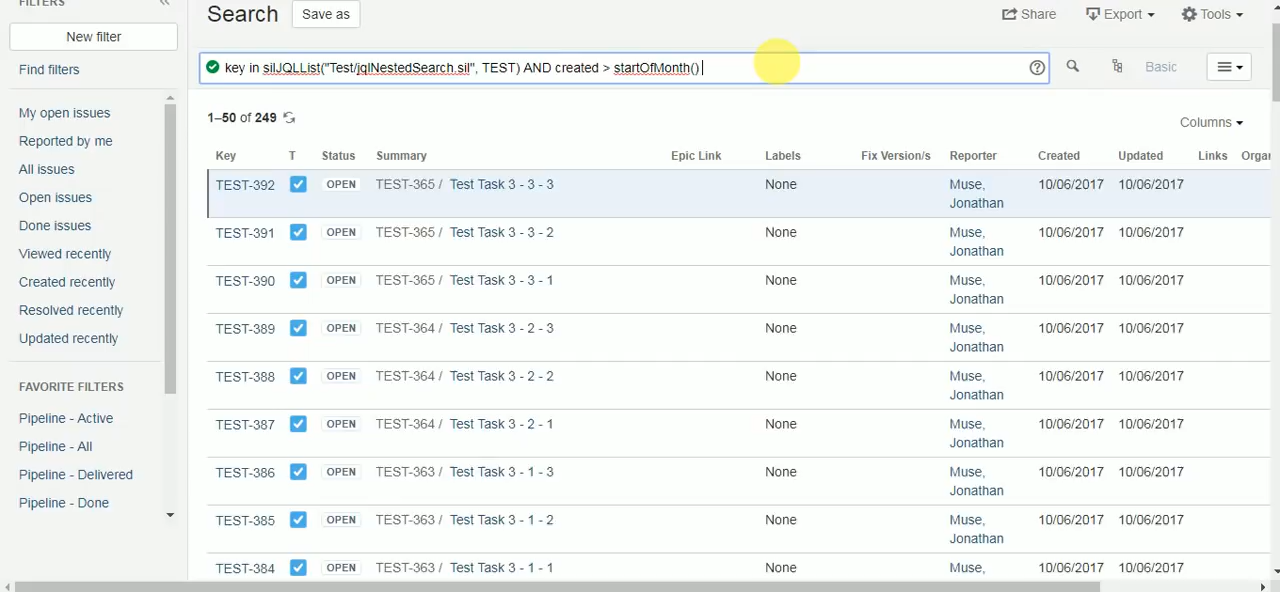 FILTERS
New filter
Find filters
My open issues
Reported by me
All issues
Open issues
Done issues
Viewed recently
Created recently
Resolved recently
Updated recently
FAVORITE FILTERS
Pipeline - Active
Pipeline - All
Pipeline - Delivered
Pipeline - Done
Search Save as Share Export Tools
key in silJQLList("Test/jqlNestedSearch.sil", TEST) AND created > startOfMonth() Basic
1–50 of 249 Columns
Key T Status Summary Epic Link Labels Fix Version/s Reporter Created Updated Links Orga
TEST-392 OPEN TEST-365 / Test Task 3 - 3 - 3 None Muse, 10/06/2017 10/06/2017
Jonathan
TEST-391 OPEN TEST-365 / Test Task 3 - 3 - 2 None Muse, 10/06/2017 10/06/2017
Jonathan
TEST-390 OPEN TEST-365 / Test Task 3 - 3 - 1 None Muse, 10/06/2017 10/06/2017
Jonathan
TEST-389 OPEN TEST-364 / Test Task 3 - 2 - 3 None Muse, 10/06/2017 10/06/2017
Jonathan
TEST-388 OPEN TEST-364 / Test Task 3 - 2 - 2 None Muse, 10/06/2017 10/06/2017
Jonathan
TEST-387 OPEN TEST-364 / Test Task 3 - 2 - 1 None Muse, 10/06/2017 10/06/2017
Jonathan
TEST-386 OPEN TEST-363 / Test Task 3 - 1 - 3 None Muse, 10/06/2017 10/06/2017
Jonathan
TEST-385 OPEN TEST-363 / Test Task 3 - 1 - 2 None Muse, 10/06/2017 10/06/2017
Jonathan
TEST-384 OPEN TEST-363 / Test Task 3 - 1 - 1 None Muse, 10/06/2017 10/06/2017